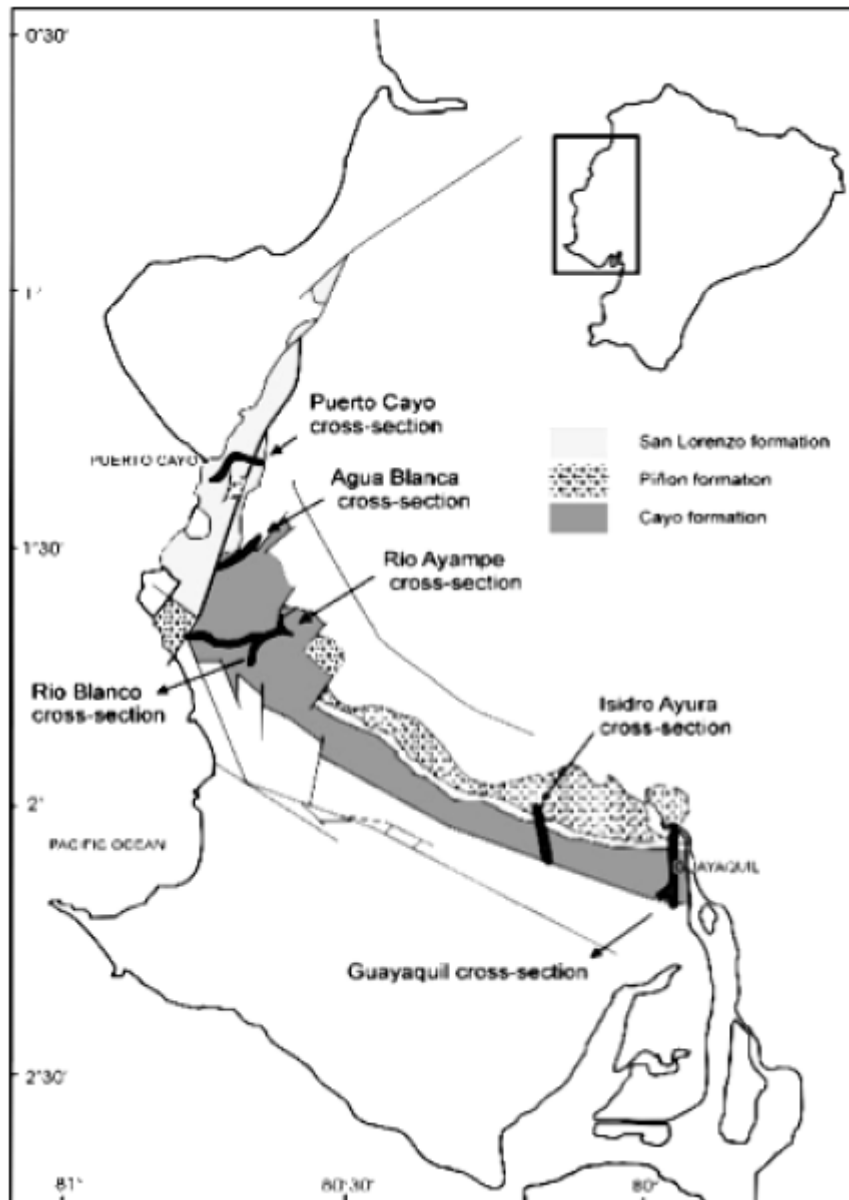 0°30'
1°
Puerto Cayo
cross-section
PUERTO CAYO
San Lorenzo formation
Agua Blanca
cross-section
Piñon formation
Cayo formation
1°30'
Rio Ayampe
cross-section
Rio Blanco
cross-section
Isidro Ayura
cross-section
2°
PACIFIC OCEAN
GUAYAQUIL
Guayaquil cross-section
2°30'
81°
80°30'
80°